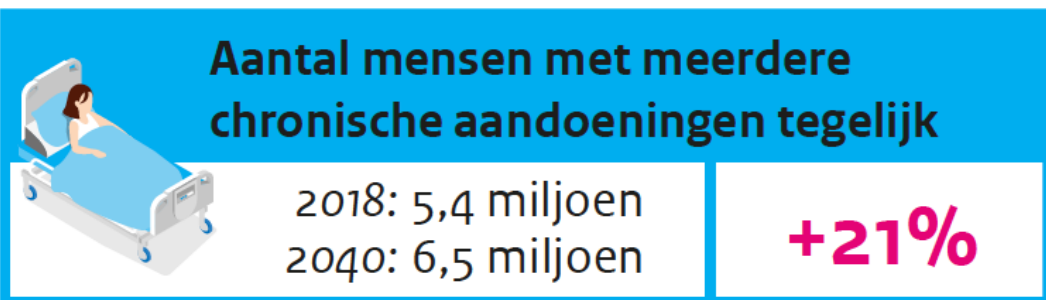 Aantal mensen met meerdere
chronische aandoeningen tegelijk
2018: 5,4 miljoen
2040: 6,5 miljoen
+21%